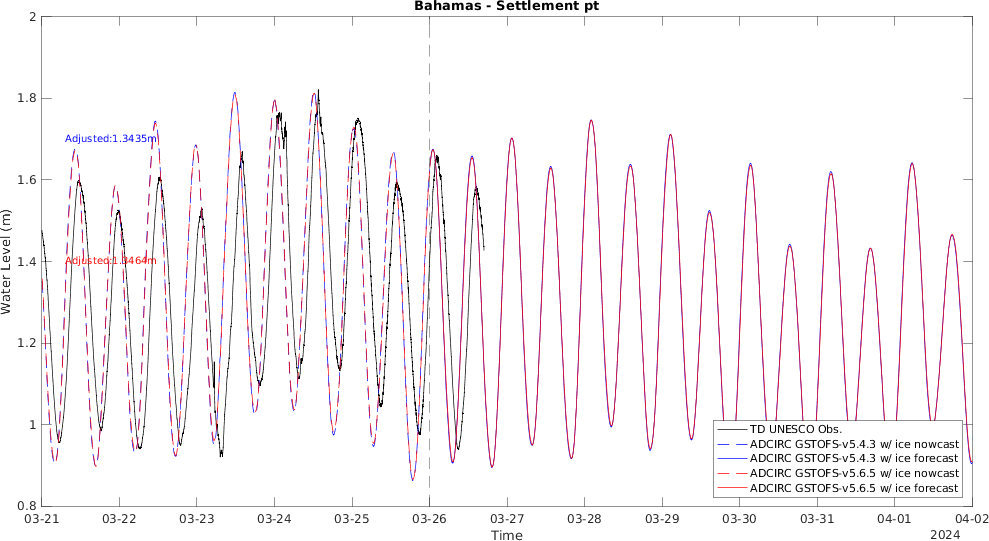 Bahamas - Settlement pt
2
1.8
1.6
1.4
1.2
1
0.8
Water Level (m)
Adjusted:1.3435m
Adjusted:1.3464m
TD UNESCO Obs.
ADCIRC GSTOFS-v5.4.3 w/ ice nowcast
ADCIRC GSTOFS-v5.4.3 w/ ice forecast
ADCIRC GSTOFS-v5.6.5 w/ ice nowcast
ADCIRC GSTOFS-v5.6.5 w/ ice forecast
03-21 03-22 03-23 03-24 03-25 03-26 03-27 03-28 03-29 03-30 03-31 04-01 04-02
Time
2024